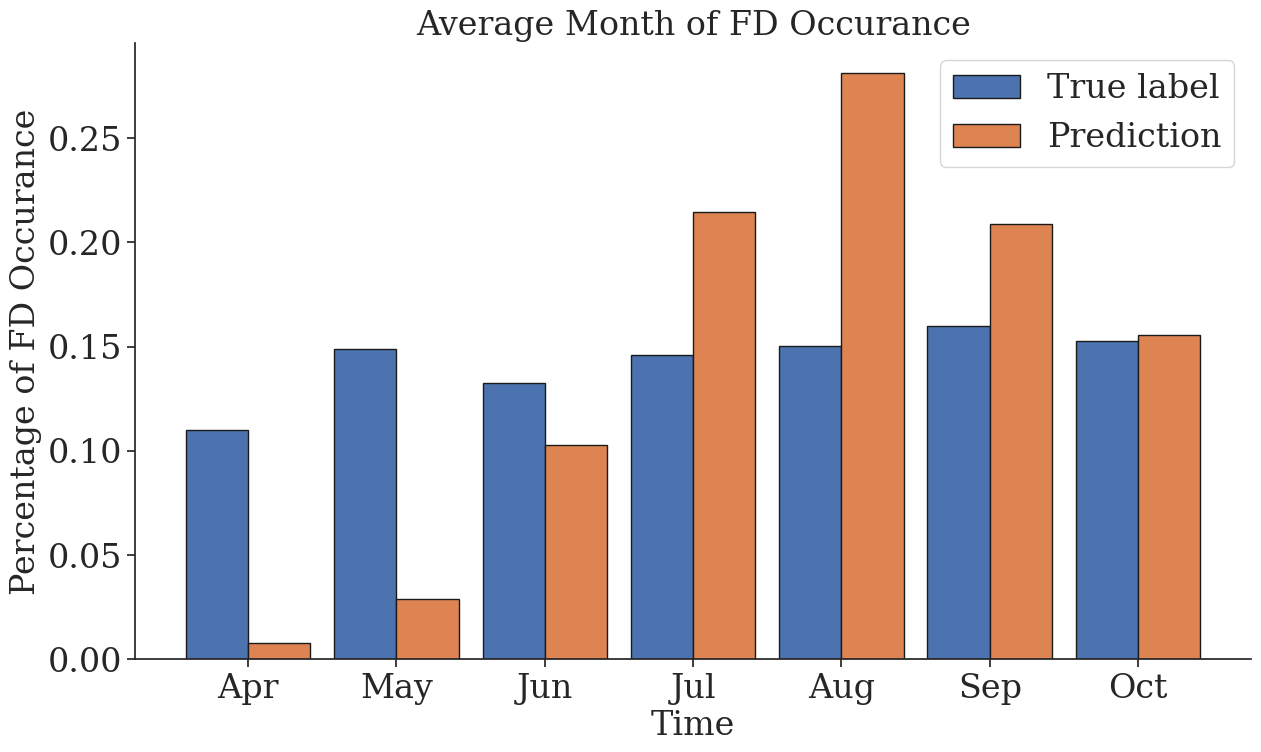 Average Month of FD Occurance
True label
Prediction
Percentage of FD Occurance
0.25
0.20
0.15
0.10
0.05
0.00
Apr May Jun Jul Aug Sep Oct
Time